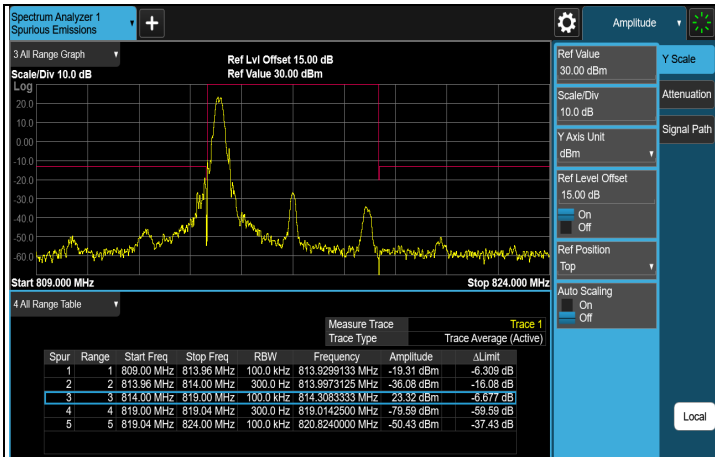 Spectrum Analyzer 1
Spurious Emissions
Amplitude
3 All Range Graph
Scale/Div 10.0 dB
Ref Lvl Offset 15.00 dB
Ref Value 30.00 dBm
Log
20.0
10.0
0.00
-10.0
-20.0
-30.0
-40.0
-50.0
-60.0
Start 809.000 MHz
Stop 824.000 MHz
4 All Range Table
Measure Trace Trace 1
Trace Type Trace Average (Active)
Spur Range Start Freq Stop Freq RBW Frequency Amplitude ΔLimit
1 1 809.00 MHz 813.96 MHz 100.0 kHz 813.9299133 MHz -19.31 dBm -6.309 dB
2 2 813.96 MHz 814.00 MHz 300.0 Hz 813.9973125 MHz -36.08 dBm -16.08 dB
3 3 814.00 MHz 819.00 MHz 100.0 kHz 814.3083333 MHz 23.32 dBm -6.677 dB
4 4 819.00 MHz 819.04 MHz 300.0 Hz 819.0142500 MHz -79.59 dBm -59.59 dB
5 5 819.04 MHz 824.00 MHz 100.0 kHz 820.8240000 MHz -50.43 dBm -37.43 dB
Ref Value
30.00 dBm
Scale/Div
10.0 dB
Y Axis Unit
dBm
Ref Level Offset
15.00 dB
On
Off
Ref Position
Top
Auto Scaling
On
Off
Y Scale
Attenuation
Signal Path
Local